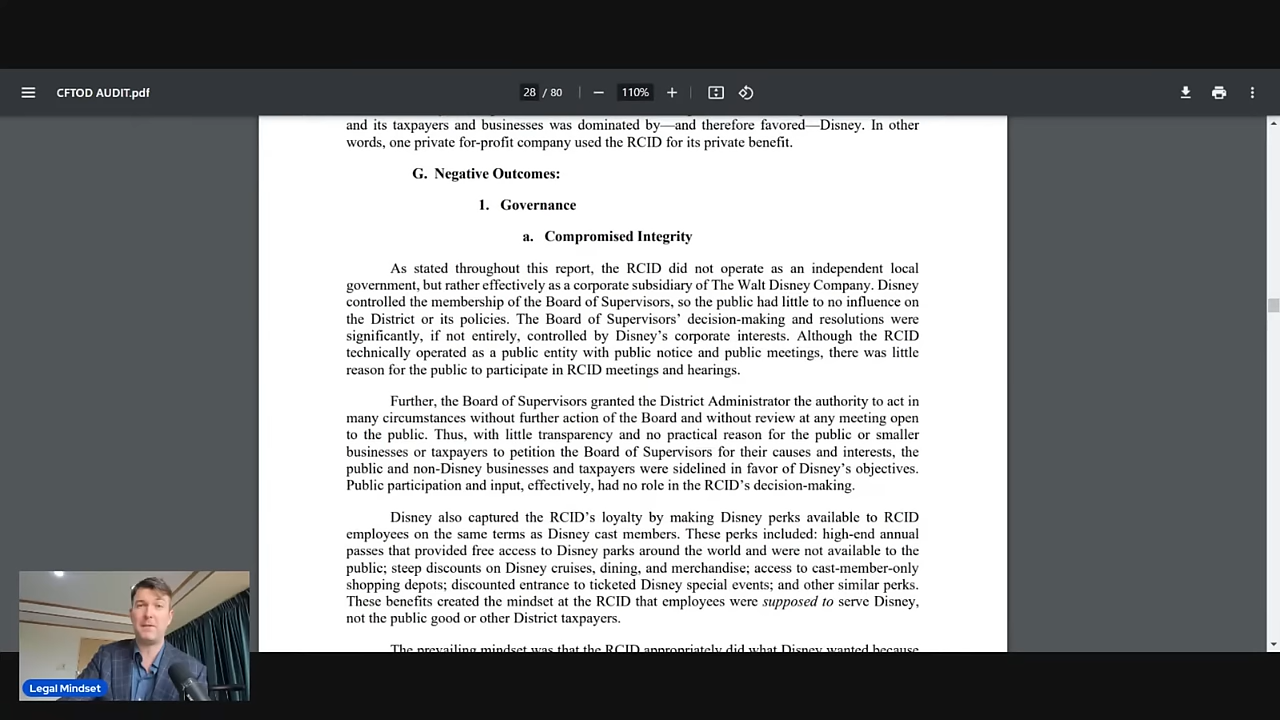 CFTOD AUDIT.pdf
28 / 80
110%
and its taxpayers and businesses was dominated by—and therefore favored—Disney. In other
words, one private for-profit company used the RCID for its private benefit.
G. Negative Outcomes:
1. Governance
a. Compromised Integrity
As stated throughout this report, the RCID did not operate as an independent local
government, but rather effectively as a corporate subsidiary of The Walt Disney Company. Disney
controlled the membership of the Board of Supervisors, so the public had little to no influence on
the District or its policies. The Board of Supervisors’ decision-making and resolutions were
significantly, if not entirely, controlled by Disney’s corporate interests. Although the RCID
technically operated as a public entity with public notice and public meetings, there was little
reason for the public to participate in RCID meetings and hearings.
Further, the Board of Supervisors granted the District Administrator the authority to act in
many circumstances without further action of the Board and without review at any meeting open
to the public. Thus, with little transparency and no practical reason for the public or smaller
businesses or taxpayers to petition the Board of Supervisors for their causes and interests, the
public and non-Disney businesses and taxpayers were sidelined in favor of Disney’s objectives.
Public participation and input, effectively, had no role in the RCID’s decision-making.
Disney also captured the RCID’s loyalty by making Disney perks available to RCID
employees on the same terms as Disney cast members. These perks included: high-end annual
passes that provided free access to Disney parks around the world and were not available to the
public; steep discounts on Disney cruises, dining, and merchandise; access to cast-member-only
shopping depots; discounted entrance to ticketed Disney special events; and other similar perks.
These benefits created the mindset at the RCID that employees were supposed to serve Disney,
not the public good or other District taxpayers.
The prevailing mindset was that the RCID appropriately did what Disney wanted because
Legal Mindset